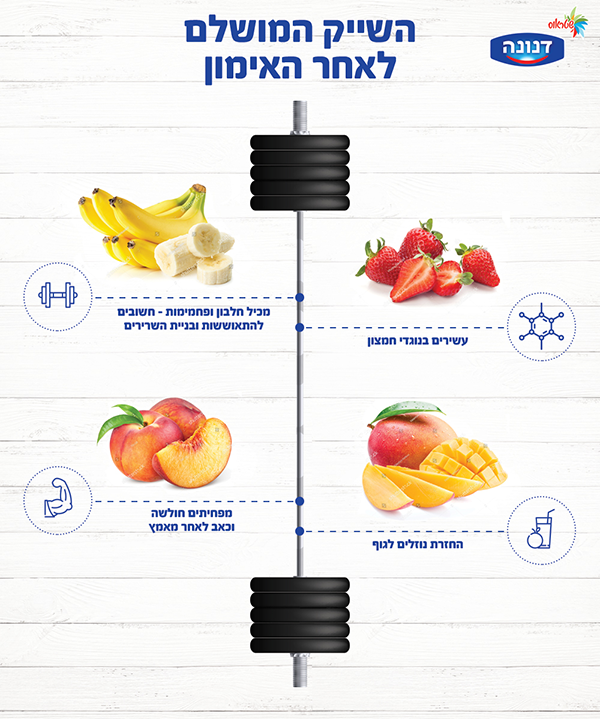 השייק המושלם
לאחר האימון
שטראוס
דנונה
מכיל חלבון ופחמימות - חשובים
להתאוששות ובניית השרירים
עשירים בנוגדי חמצון
מפחיתים חולשה
וכאב לאחר מאמץ
החזרת נוזלים לגוף